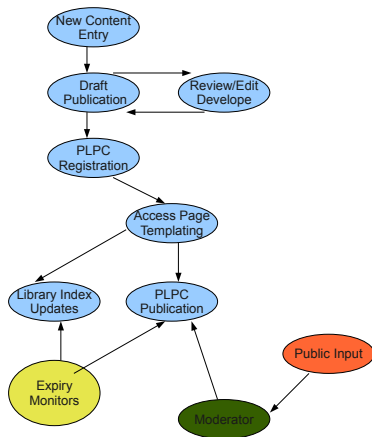 New Content
Entry
Draft
Publication
Review/Edit
Develope
PLPC
Registration
Access Page
Templating
Library Index
Updates
PLPC
Publication
Public Input
Expiry
Monitors
Moderator